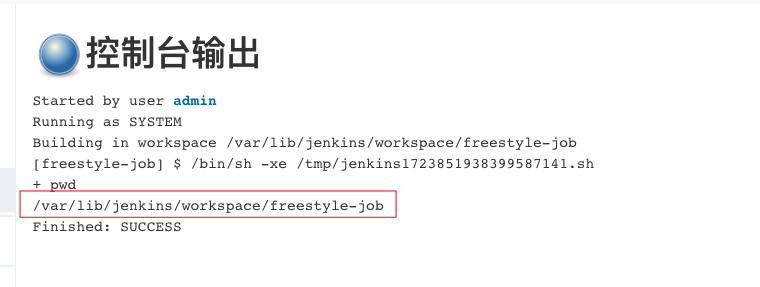 控制台输出
Started by user admin
Running as SYSTEM
Building in workspace /var/lib/jenkins/workspace/freestyle-job
[freestyle-job] $ /bin/sh -xe /tmp/jenkins1723851938399587141.sh
+ pwd
/var/lib/jenkins/workspace/freestyle-job
Finished: SUCCESS